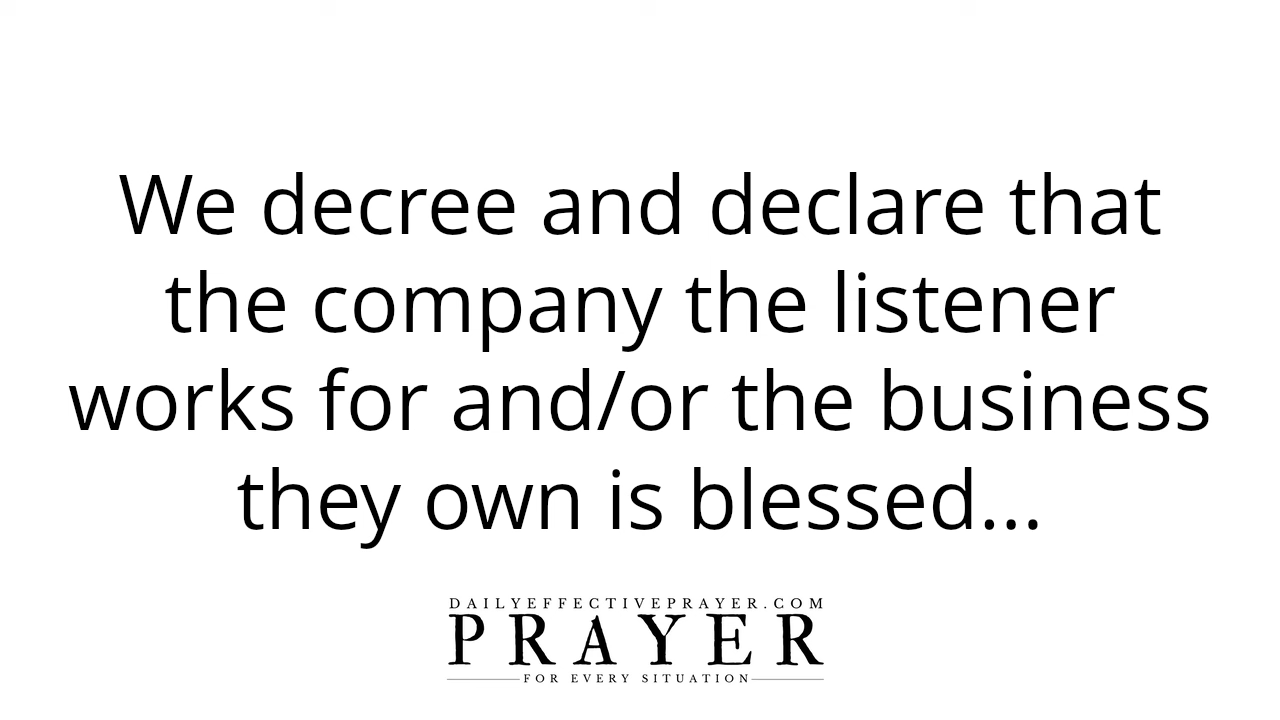 We decree and declare that
the company the listener
works for and/or the business
they own is blessed...
DAILYEFFECTIVEPRAYER.COM
PRAYER
FOR EVERY SITUATION